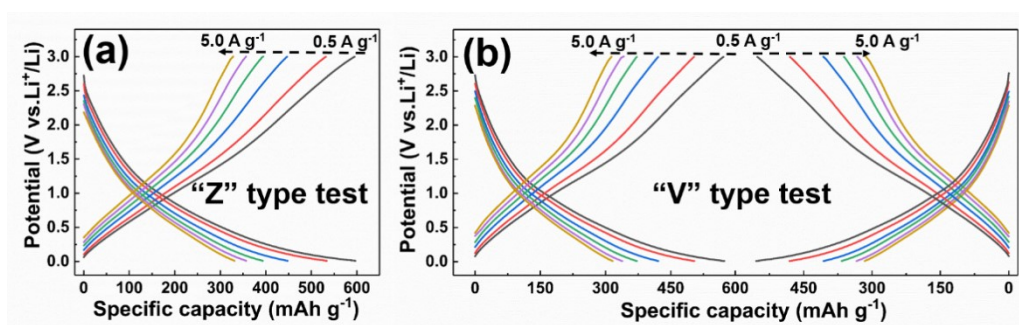 (a)
5.0 A g-1 0.5 A g-1
3.0
2.5
2.0
1.5
1.0
0.5
0.0
Potential (V vs.Li+/Li)
“Z” type test
0 100 200 300 400 500 600
Specific capacity (mAh g-1)
(b)
5.0 A g-1 0.5 A g-1 5.0 A g-1
3.0
2.5
2.0
1.5
1.0
0.5
0.0
Potential (V vs.Li+/Li)
“V” type test
0 150 300 450 600 450 300 150 0
Specific capacity (mAh g-1)